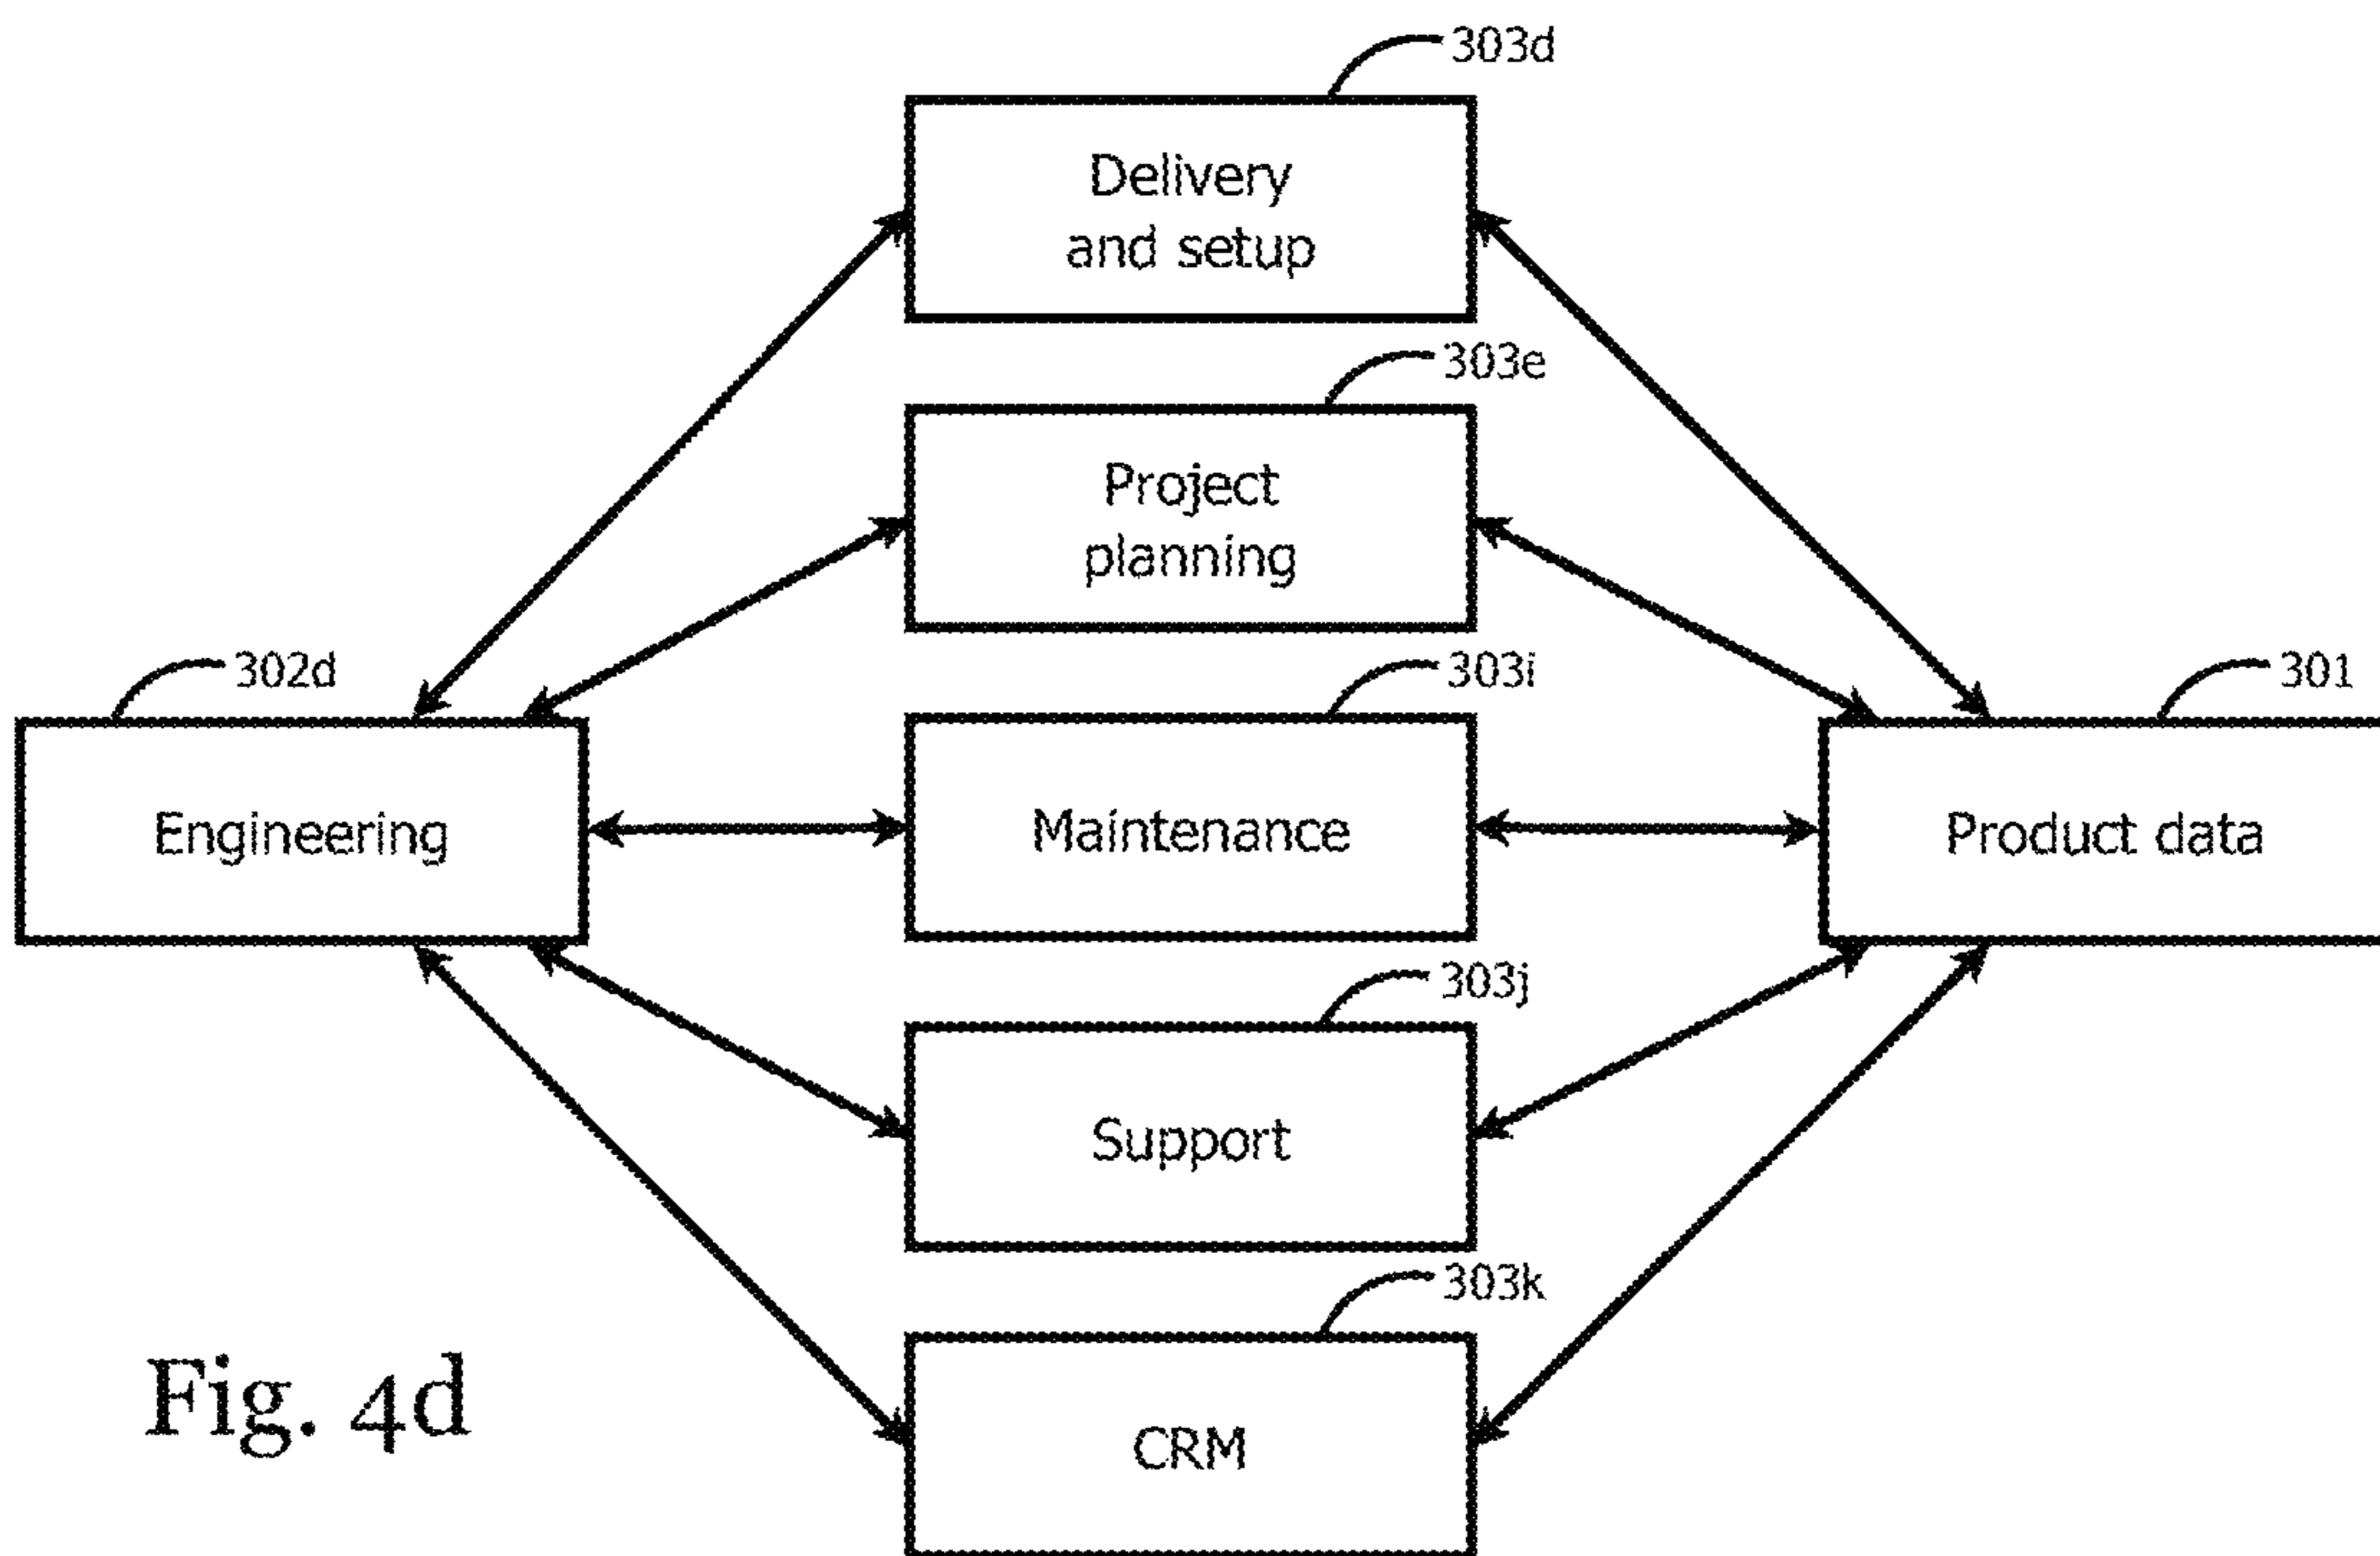 303d
Delivery
and setup
303e
Project
planning
302d
303i
301
Engineering
Maintenance
Product data
303j
Support
303k
CRM
Fig. 4d